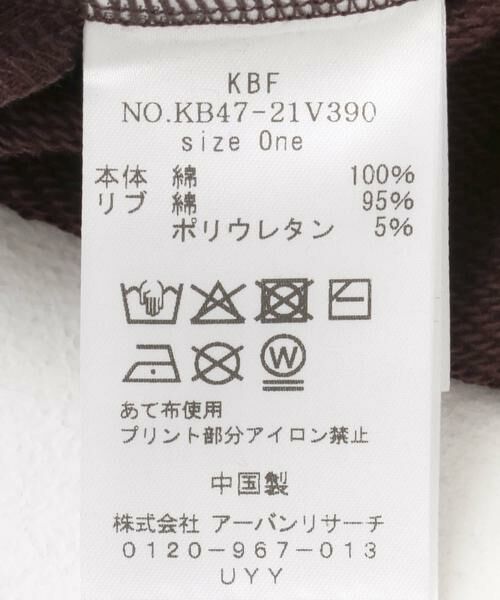 KBF
NO.KB47-21V390
size One
本体 綿 100%
リブ 綿 95%
ポリウレタン 5%
W
あて布使用
プリント部分アイロン禁止
中国製
株式会社 アーバンリサーチ
0120-967-013
UYY